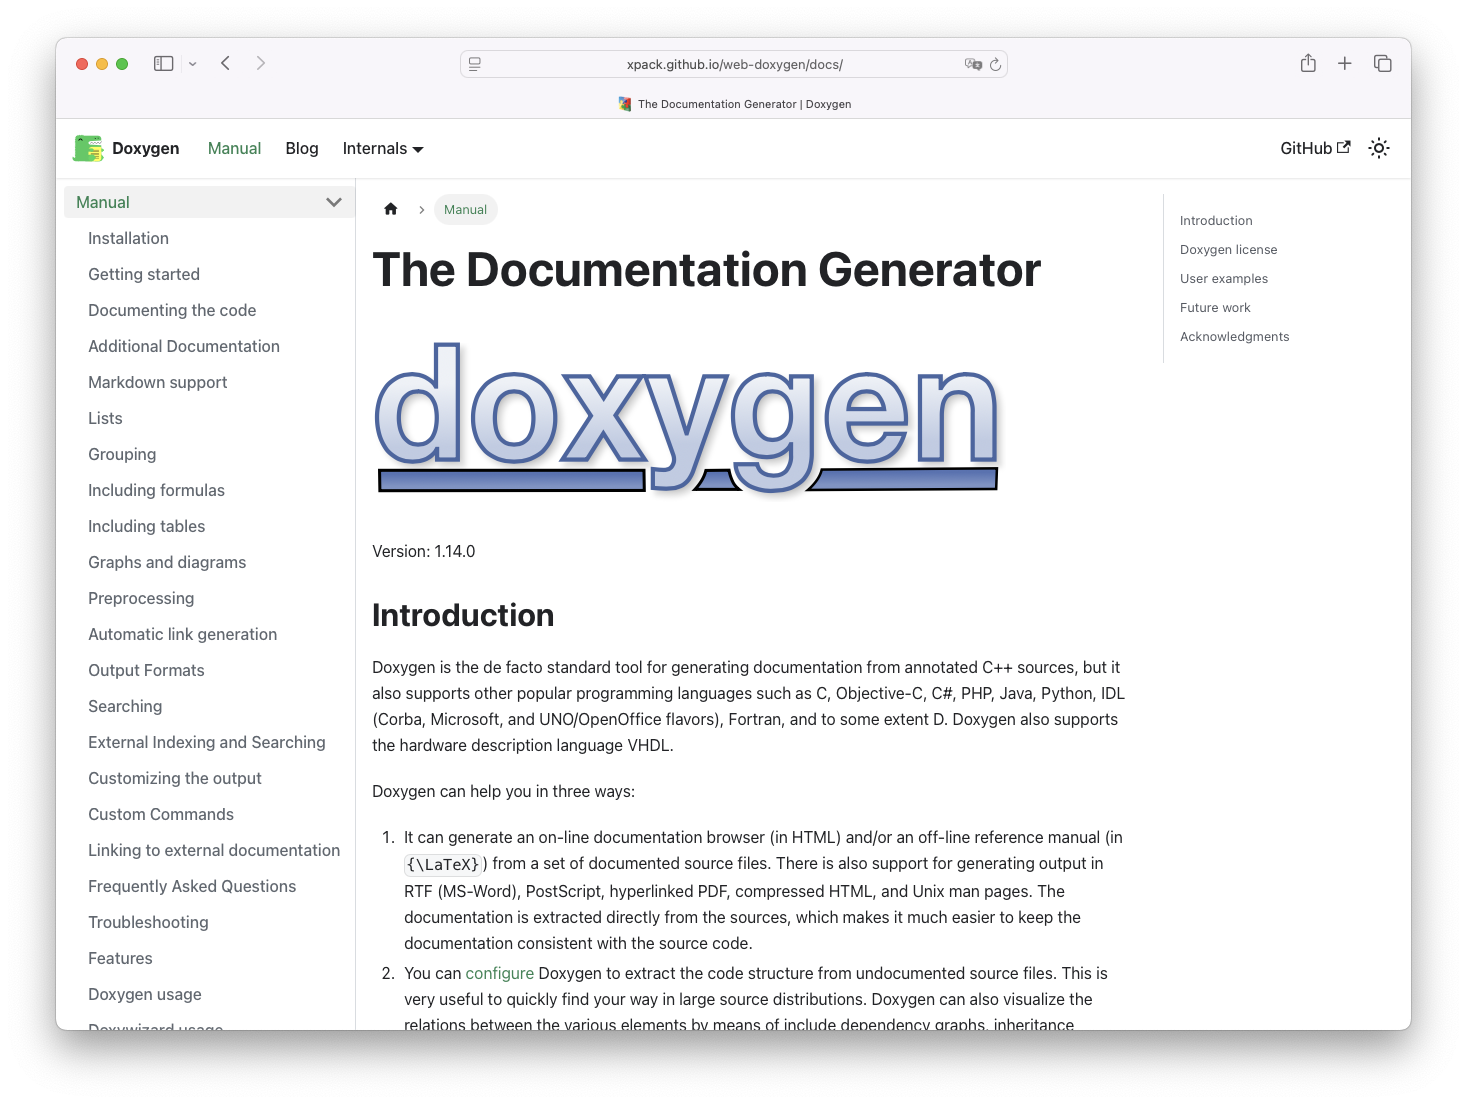 xpack.github.io/web-doxygen/docs/
The Documentation Generator | Doxygen
Doxygen
Manual
Blog
Internals
GitHub
Manual
Installation
Getting started
Documenting the code
Additional Documentation
Markdown support
Lists
Grouping
Including formulas
Including tables
Graphs and diagrams
Preprocessing
Automatic link generation
Output Formats
Searching
External Indexing and Searching
Customizing the output
Custom Commands
Linking to external documentation
Frequently Asked Questions
Troubleshooting
Features
Doxygen usage
Doxywizard usage
Manual
The Documentation Generator
doxygen
Version: 1.14.0
Introduction
Doxygen is the de facto standard tool for generating documentation from annotated C++ sources, but it
also supports other popular programming languages such as C, Objective-C, C#, PHP, Java, Python, IDL
(Corba, Microsoft, and UNO/OpenOffice flavors), Fortran, and to some extent D. Doxygen also supports
the hardware description language VHDL.
Doxygen can help you in three ways:
1. It can generate an on-line documentation browser (in HTML) and/or an off-line reference manual (in
{\LaTeX}) from a set of documented source files. There is also support for generating output in
RTF (MS-Word), PostScript, hyperlinked PDF, compressed HTML, and Unix man pages. The
documentation is extracted directly from the sources, which makes it much easier to keep the
documentation consistent with the source code.
2. You can configure Doxygen to extract the code structure from undocumented source files. This is
very useful to quickly find your way in large source distributions. Doxygen can also visualize the
relations between the various elements by means of include dependency graphs, inheritance
Introduction
Doxygen license
User examples
Future work
Acknowledgments